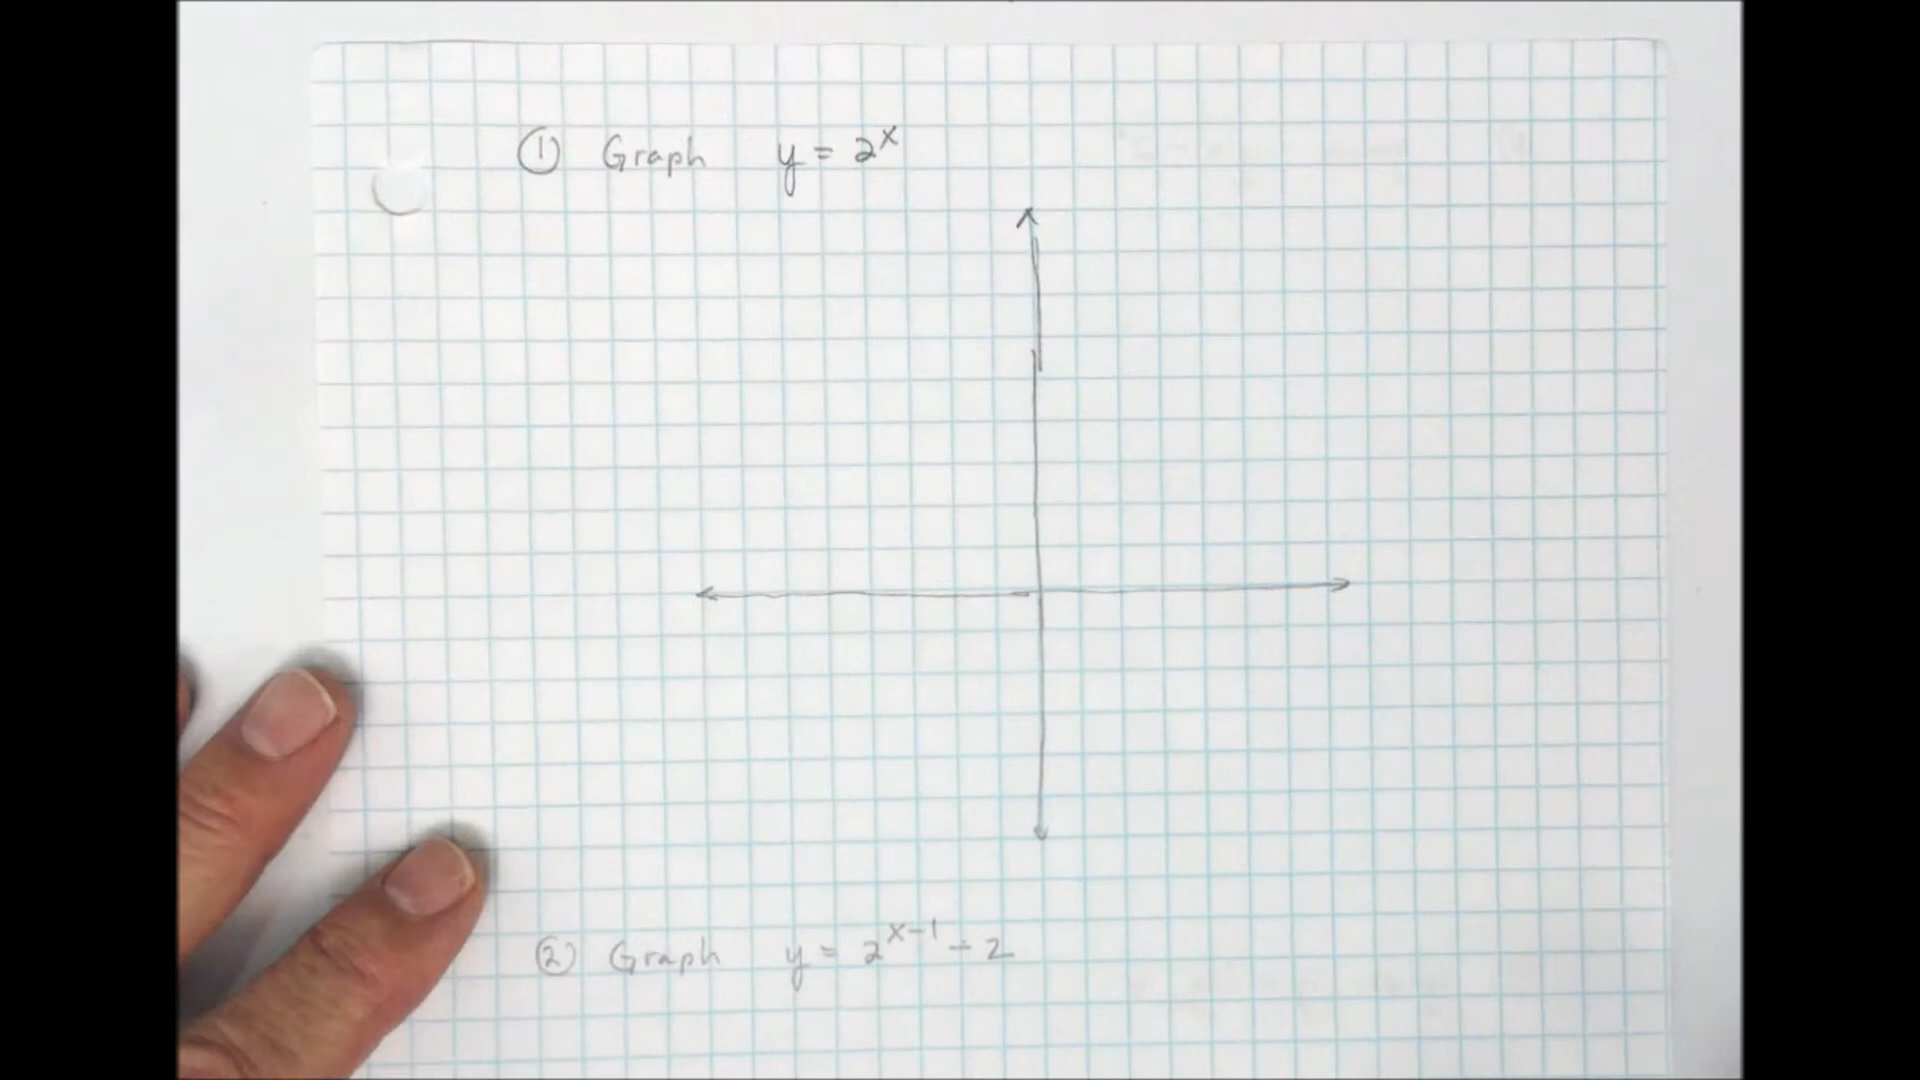 ① Graph y = 2^x
② Graph y = 2^{x-1} - 2